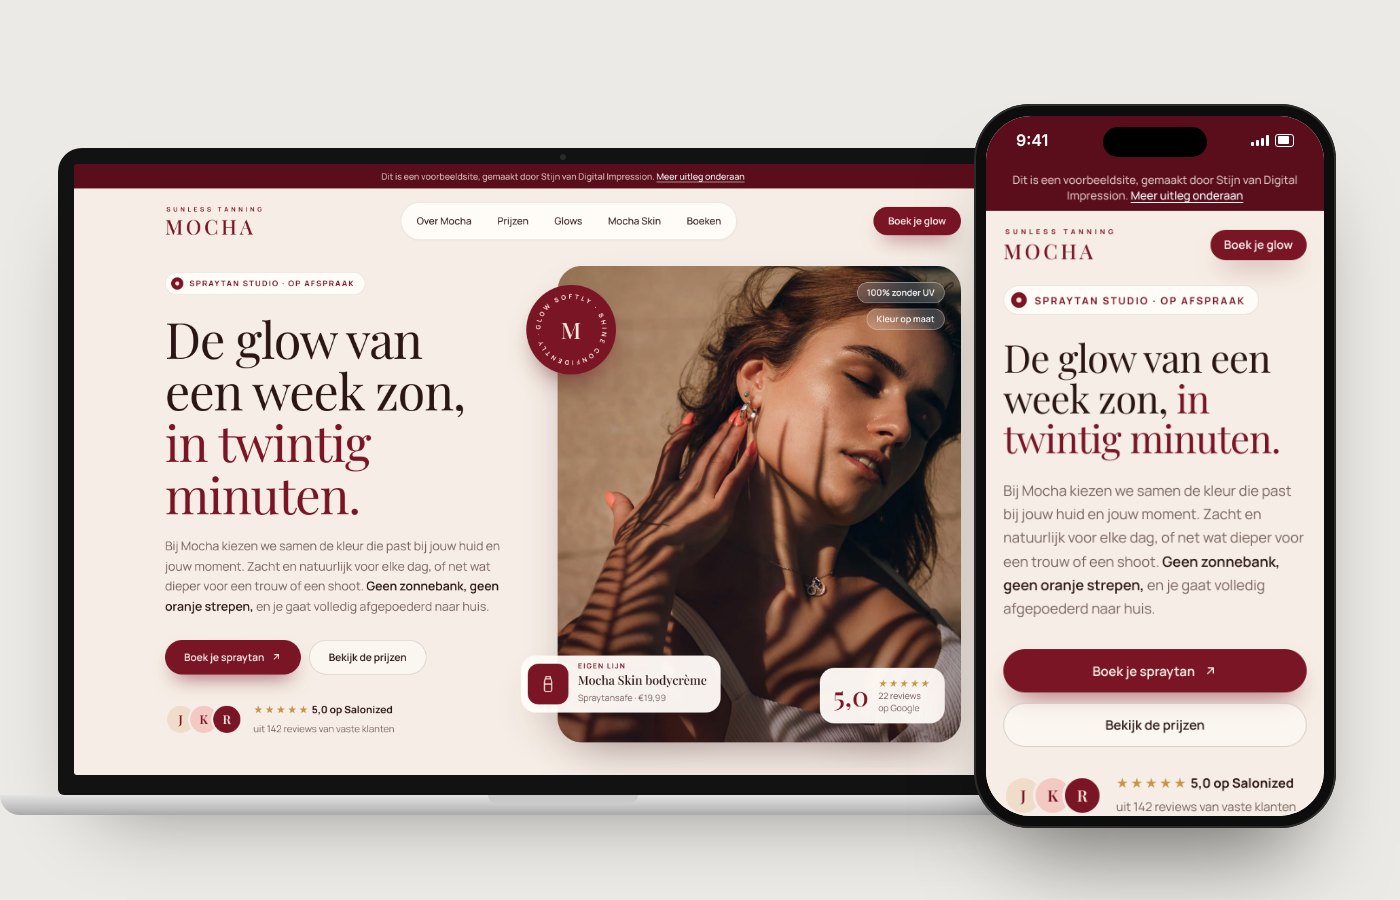 Dit is een voorbeeldsite, gemaakt door Stijn van Digital Impression. Meer uitleg onderaan
SUNLESS TANNING
MOCHA
Over Mocha
Prijzen
Glows
Mocha Skin
Boeken
Boek je glow
SPRAYTAN STUDIO · OP AFSPRAAK
De glow van
een week zon,
in twintig
minuten.
Bij Mocha kiezen we samen de kleur die past bij jouw huid en
jouw moment. Zacht en natuurlijk voor elke dag, of net wat
dieper voor een trouw of een shoot. Geen zonnebank, geen
oranje strepen, en je gaat volledig afgepoederd naar huis.
Boek je spraytan ↗
Bekijk de prijzen
J K R
★★★★★ 5,0 op Salonized
uit 142 reviews van vaste klanten
GLOW SOFTLY · SHINE CONFIDENTLY ·
M
100% zonder UV
Kleur op maat
EIGEN LIJN
Mocha Skin bodycrème
Spraytansafe · €19,99
5,0
★★★★★
22 reviews
op Google
9:41
Dit is een voorbeeldsite, gemaakt door Stijn van Digital
Impression. Meer uitleg onderaan
SUNLESS TANNING
MOCHA
Boek je glow
SPRAYTAN STUDIO · OP AFSPRAAK
De glow van een
week zon, in
twintig minuten.
Bij Mocha kiezen we samen de kleur die past
bij jouw huid en jouw moment. Zacht en
natuurlijk voor elke dag, of net wat dieper voor
een trouw of een shoot. Geen zonnebank,
geen oranje strepen, en je gaat volledig
afgepoederd naar huis.
Boek je spraytan ↗
Bekijk de prijzen
J K R
★★★★★ 5,0 op Salonized
uit 142 reviews van vaste klanten